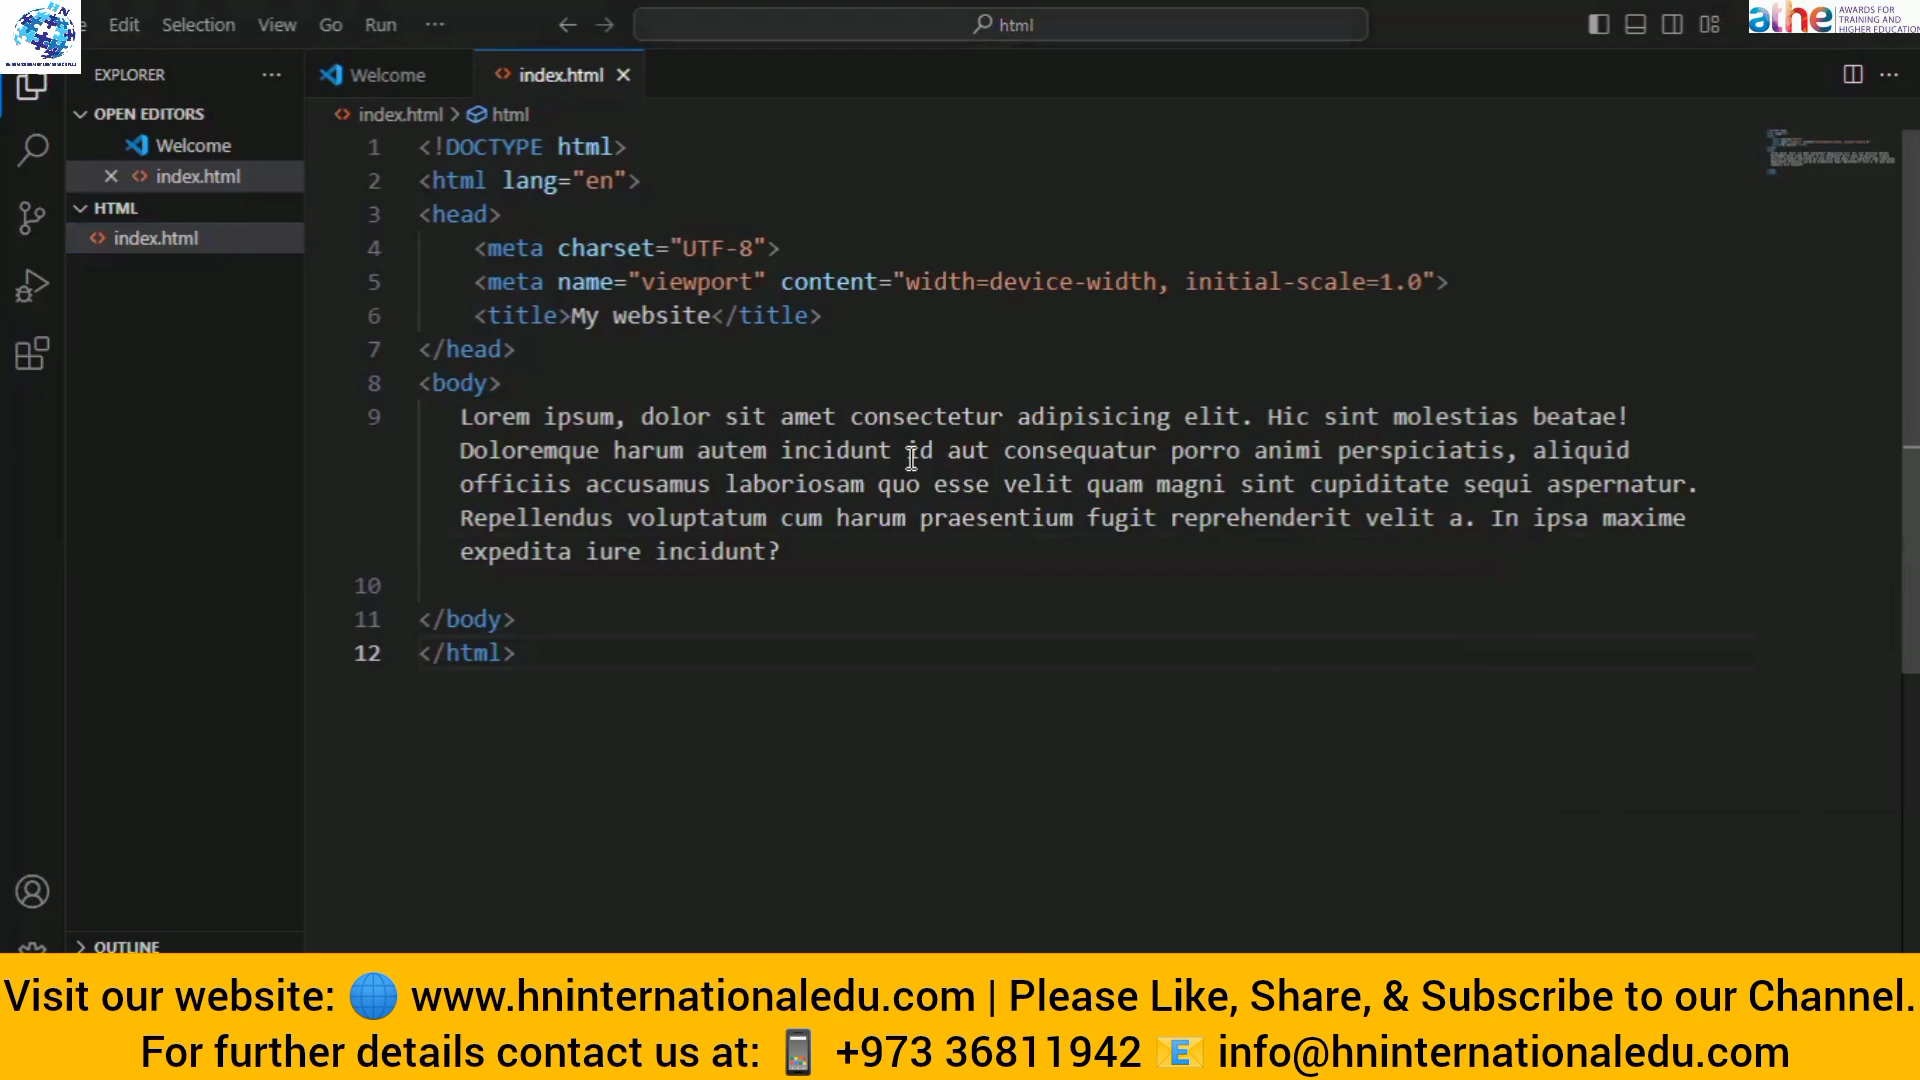 Edit Selection View Go Run ··· html
athe AWARDS FOR
TRAINING AND
HIGHER EDUCATION
EXPLORER ··· Welcome index.html
OPEN EDITORS
index.html > html
Welcome
index.html
HTML
index.html
1 <!DOCTYPE html>
2 <html lang="en">
3 <head>
4 <meta charset="UTF-8">
5 <meta name="viewport" content="width=device-width, initial-scale=1.0">
6 <title>My website</title>
7 </head>
8 <body>
9 Lorem ipsum, dolor sit amet consectetur adipisicing elit. Hic sint molestias beatae!
Doloremque harum autem incidunt id aut consequatur porro animi perspiciatis, aliquid
officiis accusamus laboriosam quo esse velit quam magni sint cupiditate sequi aspernatur.
Repellendus voluptatum cum harum praesentium fugit reprehenderit velit a. In ipsa maxime
expedita iure incidunt?
10
11 </body>
12 </html>
OUTLINE
Visit our website: 🌐 www.hninternationaledu.com | Please Like, Share, & Subscribe to our Channel.
For further details contact us at: 📱 +973 36811942 📧 info@hninternationaledu.com